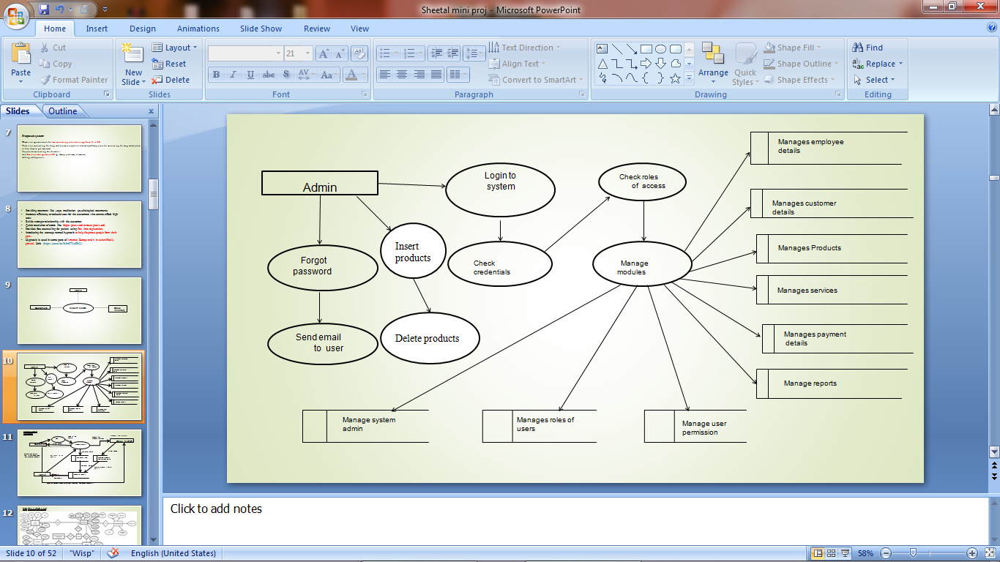 Sheetal mini proj - Microsoft PowerPoint
Home Insert Design Animations Slide Show Review View
Paste
Cut
Copy
Format Painter
Clipboard
New Slide
Layout
Reset
Delete
Slides
21
B I U abc S AV Aa A
Font
Text Direction
Align Text
Convert to SmartArt
Paragraph
Arrange
Quick Styles
Shape Fill
Shape Outline
Shape Effects
Drawing
Find
Replace
Select
Editing
Slides Outline
7
8
9
10
11
12
Admin
Login to
system
Check roles
of access
Forgot
password
Insert
products
Check
credentials
Manage
modules
Send email
to user
Delete products
Manages employee
details
Manages customer
details
Manages Products
Manages services
Manages payment
details
Manage reports
Manage system
admin
Manages roles of
users
Manage user
permission
Click to add notes
Slide 10 of 52 "Wisp" English (United States) 58%